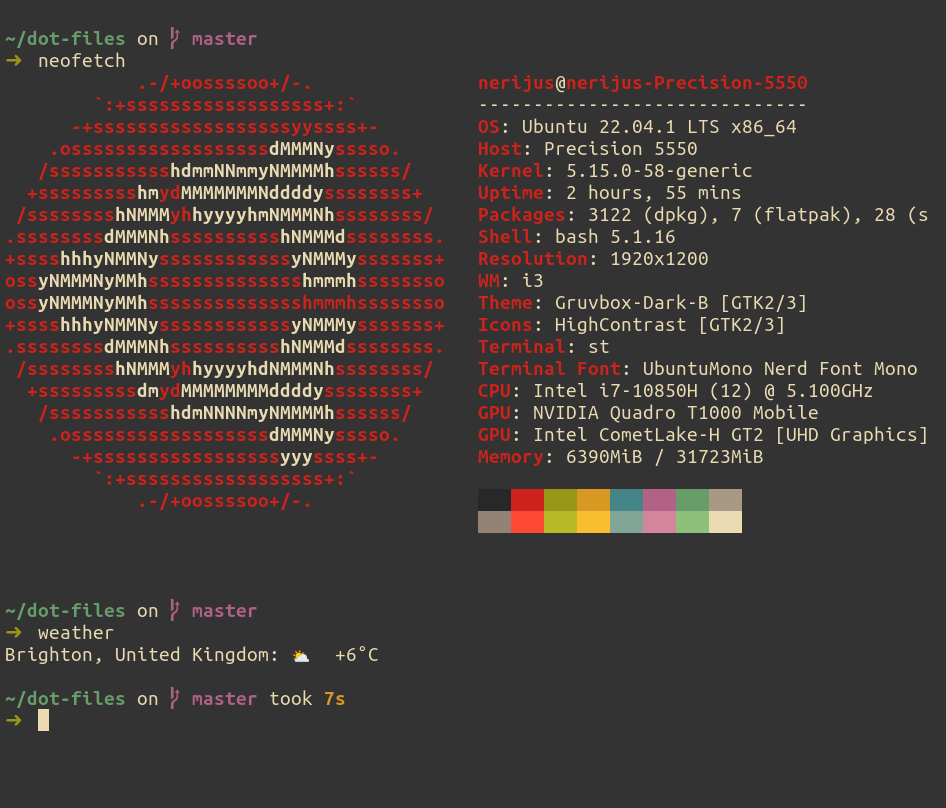 ~/dot-files on master
➜ neofetch
.-/+oossssoo+/-. nerijus@nerijus-Precision-5550
`:+ssssssssssssssssss+:` ------------------------------
-+ssssssssssssssssssyyssss+- OS: Ubuntu 22.04.1 LTS x86_64
.ossssssssssssssssssdMMMNysssso. Host: Precision 5550
/ssssssssssshdmmNNmmyNMMMMhssssss/ Kernel: 5.15.0-58-generic
+ssssssssshmydMMMMMMMNddddyssssssss+ Uptime: 2 hours, 55 mins
/sssssssshNMMMyhhyyyyhmNMMMNhssssssss/ Packages: 3122 (dpkg), 7 (flatpak), 28 (s
.ssssssssdMMMNhsssssssssshNMMMdssssssss. Shell: bash 5.1.16
+sssshhhyNMMNyssssssssssssyNMMMysssssss+ Resolution: 1920x1200
ossyNMMMNyMMhsssssssssssssshmmmhssssssso WM: i3
ossyNMMMNyMMhsssssssssssssshmmmhssssssso Theme: Gruvbox-Dark-B [GTK2/3]
+sssshhhyNMMNyssssssssssssyNMMMysssssss+ Icons: HighContrast [GTK2/3]
.ssssssssdMMMNhsssssssssshNMMMdssssssss. Terminal: st
/sssssssshNMMMyhhyyyyhdNMMMNhssssssss/ Terminal Font: UbuntuMono Nerd Font Mono
+sssssssssdmydMMMMMMMMddddyssssssss+ CPU: Intel i7-10850H (12) @ 5.100GHz
/ssssssssssshdmNNNNmyNMMMMhssssss/ GPU: NVIDIA Quadro T1000 Mobile
.ossssssssssssssssssdMMMNysssso. GPU: Intel CometLake-H GT2 [UHD Graphics]
-+sssssssssssssssssyyyssss+- Memory: 6390MiB / 31723MiB
`:+ssssssssssssssssss+:`
.-/+oossssoo+/-.
~/dot-files on master
➜ weather
Brighton, United Kingdom: ⛅ +6°C
~/dot-files on master took 7s
➜